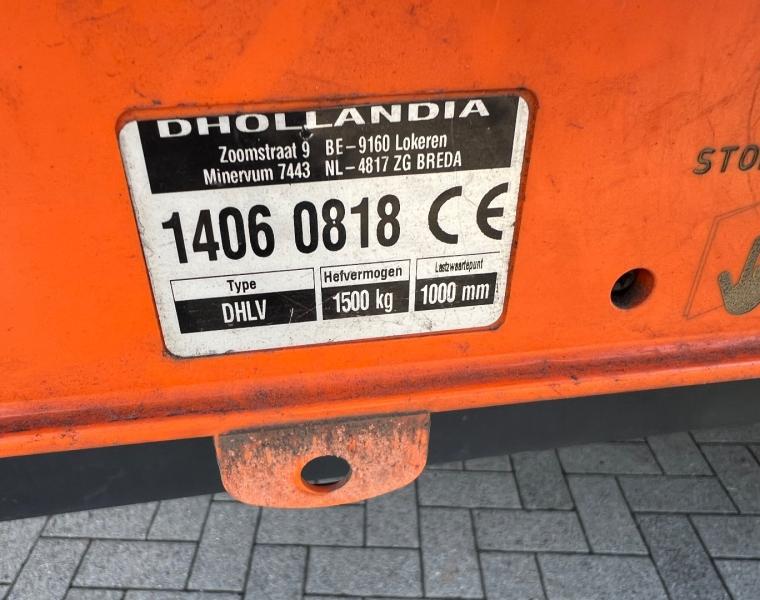 DHOLLANDIA
Zoomstraat 9 BE-9160 Lokeren
Minervum 7443 NL-4817 ZG BREDA
1406 0818 CE
Type Hefvermogen Lastzwaartepunt
DHLV 1500 kg 1000 mm